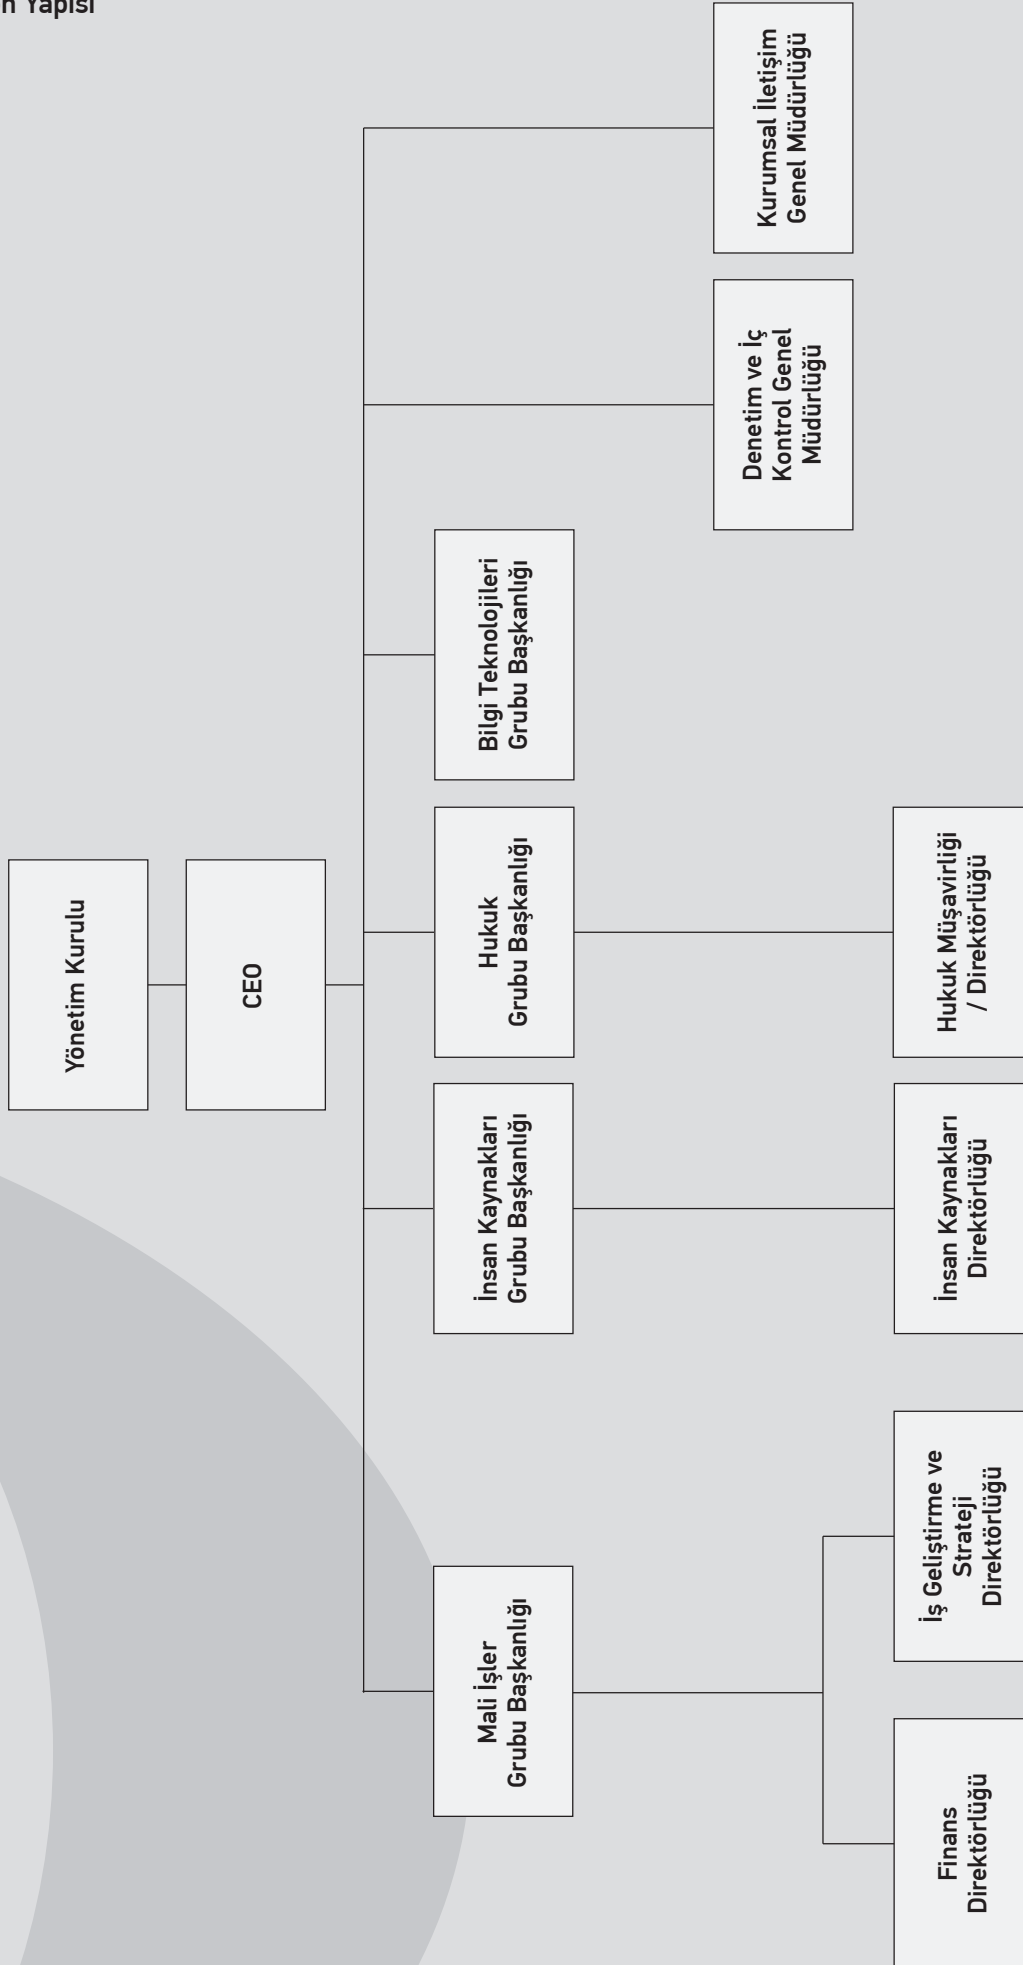 n Yapısı
Yönetim Kurulu
CEO
Mali İşler
Grubu Başkanlığı
İnsan Kaynakları
Grubu Başkanlığı
Hukuk
Grubu Başkanlığı
Bilgi Teknolojileri
Grubu Başkanlığı
Denetim ve İç
Kontrol Genel
Müdürlüğü
Kurumsal İletişim
Genel Müdürlüğü
Finans
Direktörlüğü
İş Geliştirme ve
Strateji
Direktörlüğü
İnsan Kaynakları
Direktörlüğü
Hukuk Müşavirliği
/ Direktörlüğü